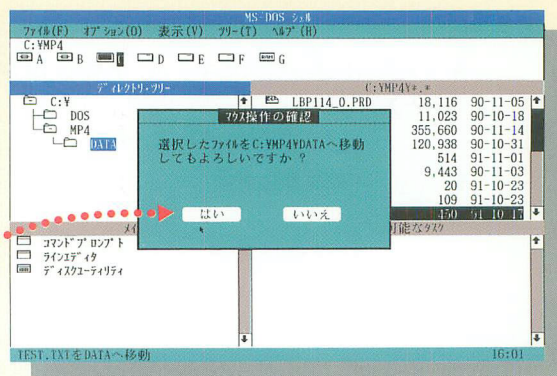 MS-DOS シェル
ﾌｧｲﾙ(F) ｵﾌﾟｼｮﾝ(O) 表示(V) ﾂﾘｰ(T) ﾍﾙﾌﾟ(H)
C:¥MP4
A B C D E F G
ﾃﾞｨﾚｸﾄﾘ･ﾂﾘｰ
C:¥MP4¥*.*
C:¥
DOS
MP4
DATA
LBP114_0.PRD 18,116 90-11-05
11,023 90-10-18
355,660 90-11-14
120,938 90-10-31
514 91-11-01
9,443 90-11-03
20 91-10-23
109 91-10-23
450 91-10-17
ﾏｳｽ操作の確認
選択したﾌｧｲﾙをC:¥MP4¥DATAへ移動
してもよろしいですか ?
はい いいえ
メイ
可能なﾀｽｸ
ｺﾏﾝﾄﾞﾌﾟﾛﾝﾌﾟﾄ
ﾗｲﾝｴﾃﾞｨﾀ
ﾃﾞｨｽｸﾕｰﾃｨﾘﾃｨ
TEST.TXTをDATAへ移動 16:01